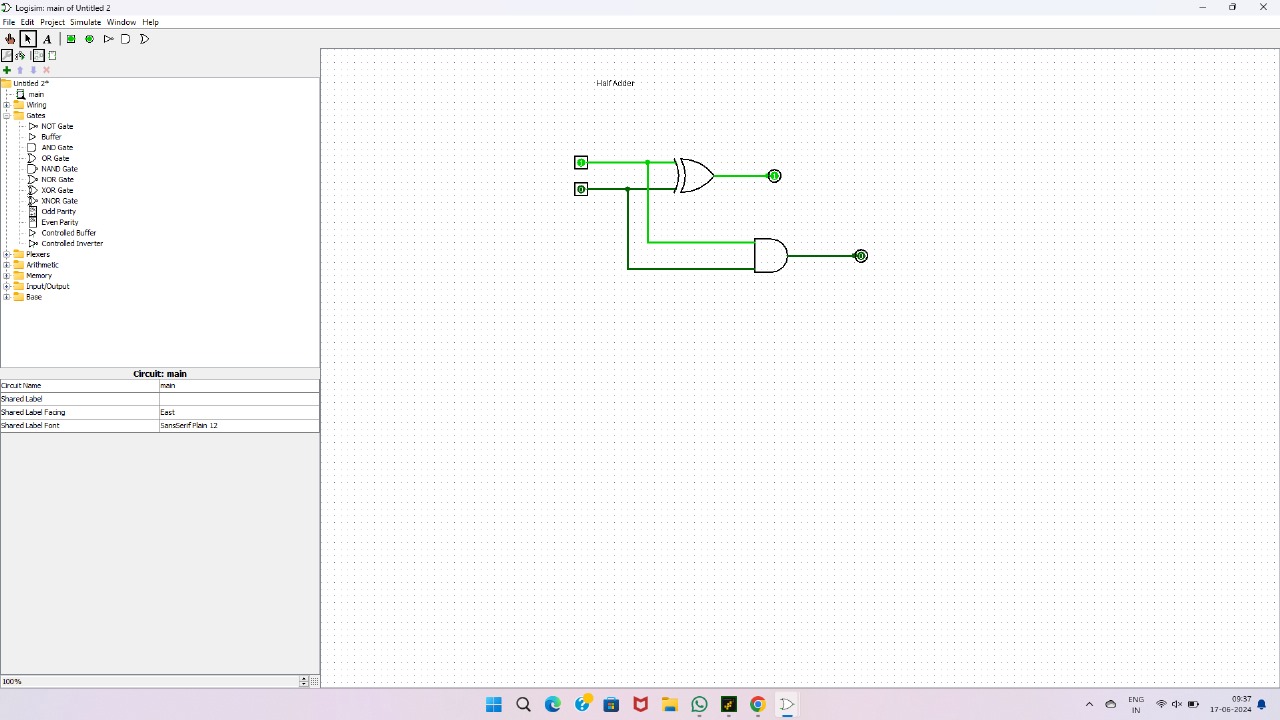 Logisim: main of Untitled 2
File Edit Project Simulate Window Help
A
Untitled 2*
main
Wiring
Gates
NOT Gate
Buffer
AND Gate
OR Gate
NAND Gate
NOR Gate
XOR Gate
XNOR Gate
Odd Parity
Even Parity
Controlled Buffer
Controlled Inverter
Plexers
Arithmetic
Memory
Input/Output
Base
Circuit: main
Circuit Name main
Shared Label
Shared Label Facing East
Shared Label Font SansSerif Plain 12
100%
Half Adder
1
1
0
0
ENG
IN
09:37
17-06-2024